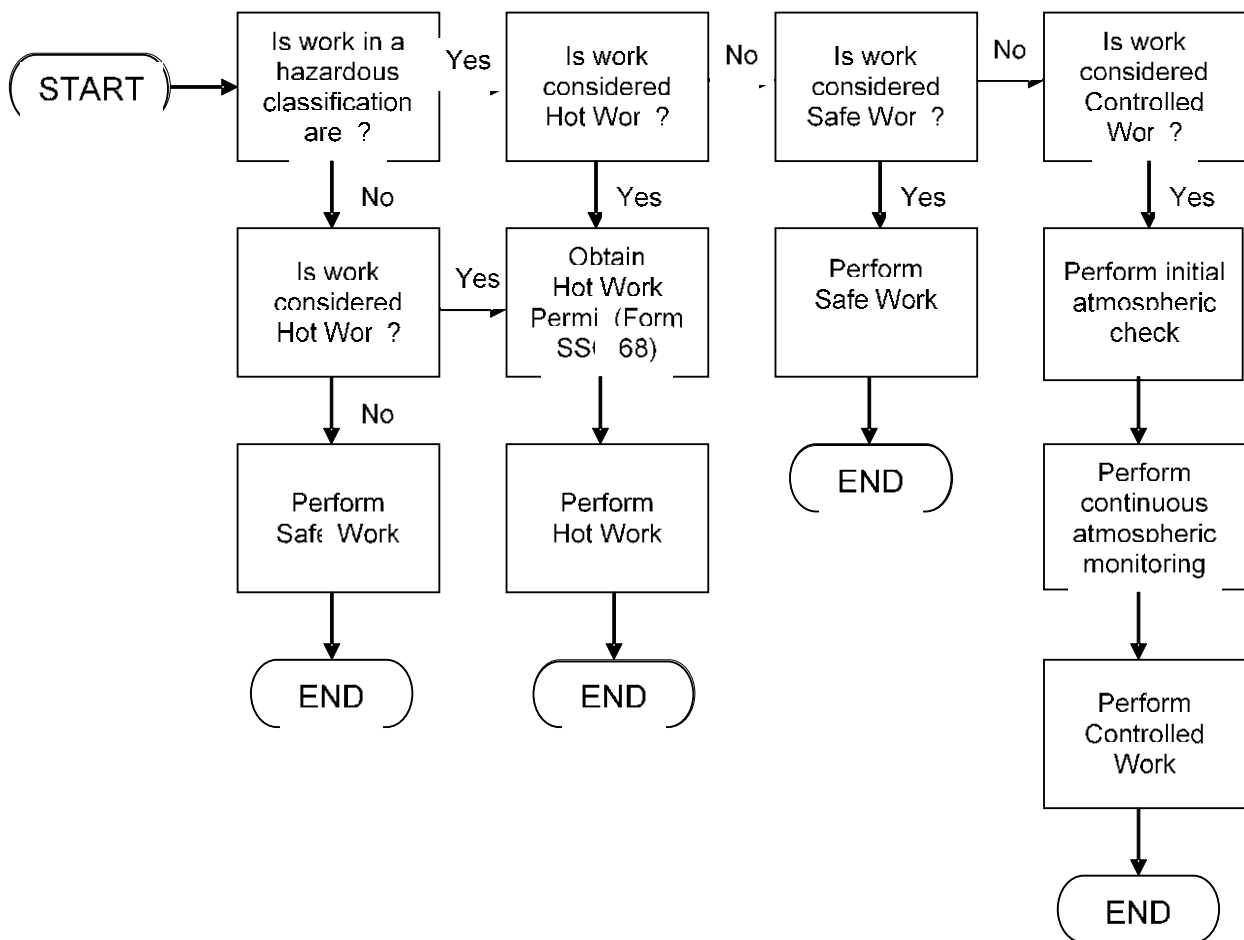 START
Is work in a
hazardous
classification
are ?
Yes
Is work
considered
Hot Wor ?
No
Is work
considered
Safe Wor ?
No
Is work
considered
Controlled
Wor ?
No
Yes
Yes
Yes
Is work
considered
Hot Wor ?
Yes
Obtain
Hot Work
Permi (Form
68)
Perform
Safe Work
Perform initial
atmospheric
check
No
Perform
Safe Work
Perform
Hot Work
END
Perform
continuous
atmospheric
monitoring
END
END
Perform
Controlled
Work
END